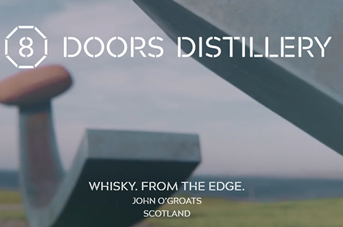 8 DOORS DISTILLERY
WHISKY. FROM THE EDGE.
JOHN O'GROATS
SCOTLAND